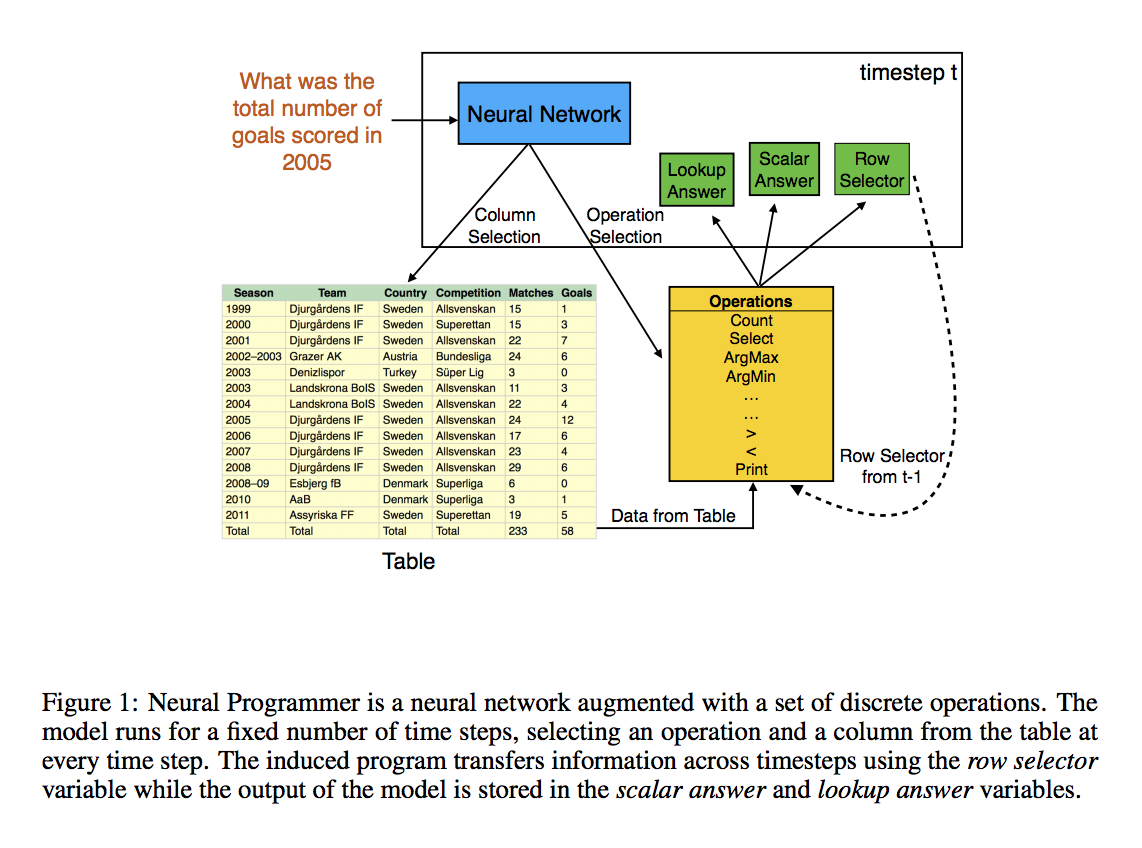 What was the
total number of
goals scored in
2005
timestep t
Neural Network
Lookup
Answer
Scalar
Answer
Row
Selector
Column
Selection
Operation
Selection
Season Team Country Competition Matches Goals
1999 Djurgårdens IF Sweden Allsvenskan 15 1
2000 Djurgårdens IF Sweden Superettan 15 3
2001 Djurgårdens IF Sweden Allsvenskan 22 7
2002–2003 Grazer AK Austria Bundesliga 24 6
2003 Denizlispor Turkey Süper Lig 3 0
2003 Landskrona BoIS Sweden Allsvenskan 11 3
2004 Landskrona BoIS Sweden Allsvenskan 22 4
2005 Djurgårdens IF Sweden Allsvenskan 24 12
2006 Djurgårdens IF Sweden Allsvenskan 17 6
2007 Djurgårdens IF Sweden Allsvenskan 23 4
2008 Djurgårdens IF Sweden Allsvenskan 29 6
2008–09 Esbjerg fB Denmark Superliga 6 0
2010 AaB Denmark Superliga 3 1
2011 Assyriska FF Sweden Superettan 19 5
Total Total Total Total 233 58
Table
Operations
Count
Select
ArgMax
ArgMin
...
...
>
<
Print
Row Selector
from t-1
Data from Table
Figure 1: Neural Programmer is a neural network augmented with a set of discrete operations. The
model runs for a fixed number of time steps, selecting an operation and a column from the table at
every time step. The induced program transfers information across timesteps using the row selector
variable while the output of the model is stored in the scalar answer and lookup answer variables.